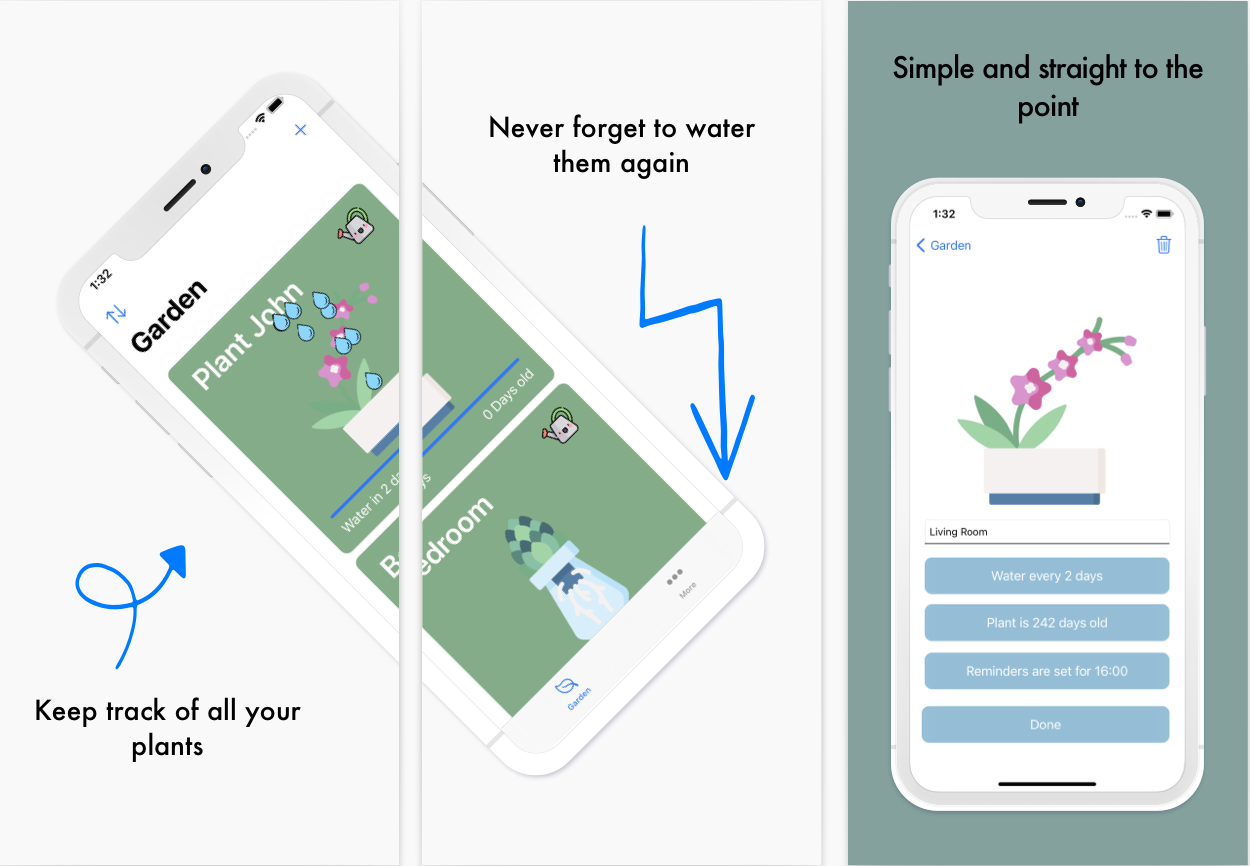 1:32
Garden
Plant John
Water in 2 days
0 Days old
Bedroom
Keep track of all your
plants
Never forget to water
them again
More
Garden
Simple and straight to the
point
1:32
Garden
Living Room
Water every 2 days
Plant is 242 days old
Reminders are set for 16:00
Done